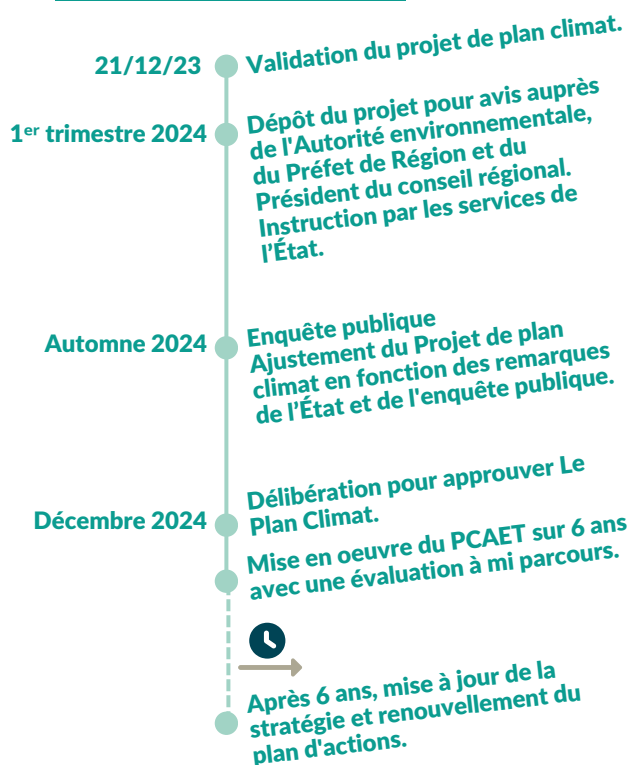 21/12/23
Validation du projet de plan climat.
1er trimestre 2024
Dépôt du projet pour avis auprès
de l'Autorité environnementale,
du Préfet de Région et du
Président du conseil régional.
Instruction par les services de
l'État.
Automne 2024
Enquête publique
Ajustement du Projet de plan
climat en fonction des remarques
de l'État et de l'enquête publique.
Décembre 2024
Délibération pour approuver Le
Plan Climat.
Mise en oeuvre du PCAET sur 6 ans
avec une évaluation à mi parcours.
Après 6 ans, mise à jour de la
stratégie et renouvellement du
plan d'actions.